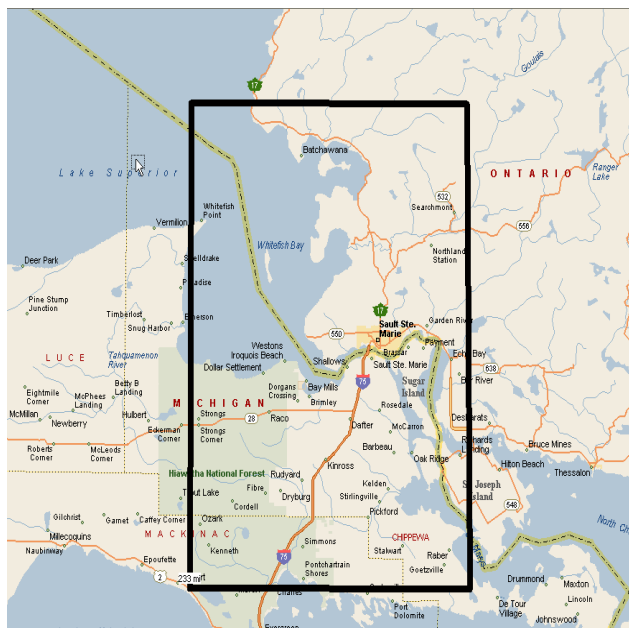 17
Goulais
Batchawana
Lake Superior
ONTARIO
Ranger
Lake
532
Searchmont
Whitefish
Point
556
Vermilion
Whitefish Bay
Northland
Station
Deer Park
Shelldrake
Paradise
Pine Stump
Junction
17
Timberlost
Emerson
Garden River
Sault Ste.
Marie
Snug Harbor
550
Payment
Westons
Iroquois Beach
Brassar
Echo Bay
LUCE
Tahquamenon
River
Shallows
Sault Ste. Marie
638
Dollar Settlement
75
Bar River
Sugar
Island
Betty B
Landing
Dorgans
Crossing
Bay Mills
Eightmile
Corner
McPhees
Landing
Brimley
MICHIGAN
Rosedale
McMillan
Hulbert
Strongs
28
Raco
Desbarats
Newberry
Eckerman
Corner
Strongs
Corner
Dafter
McCarron
Richards
Landing
Bruce Mines
Roberts
Corner
McLeods
Corner
Barbeau
Oak Ridge
Hilton Beach
Kinross
Thessalon
Hiawatha National Forest
Rudyard
Kelden
St. Joseph
Island
Trout Lake
Fibre
Dryburg
Stirlingville
548
Cordell
Pickford
Gilchrist
Garnet
Caffey Corner
Ozark
North Ch
MACKINAC
Simmons
CHIPPEWA
Millecoquins
Kenneth
Stalwart
Raber
Naubinway
Epoufette
75
Pontchartrain
Shores
Goetzville
2
233 mi
Drummond
Maxton
Charles
Port
Dolomite
De Tour
Village
Lincoln
Johnswood
Evergreen